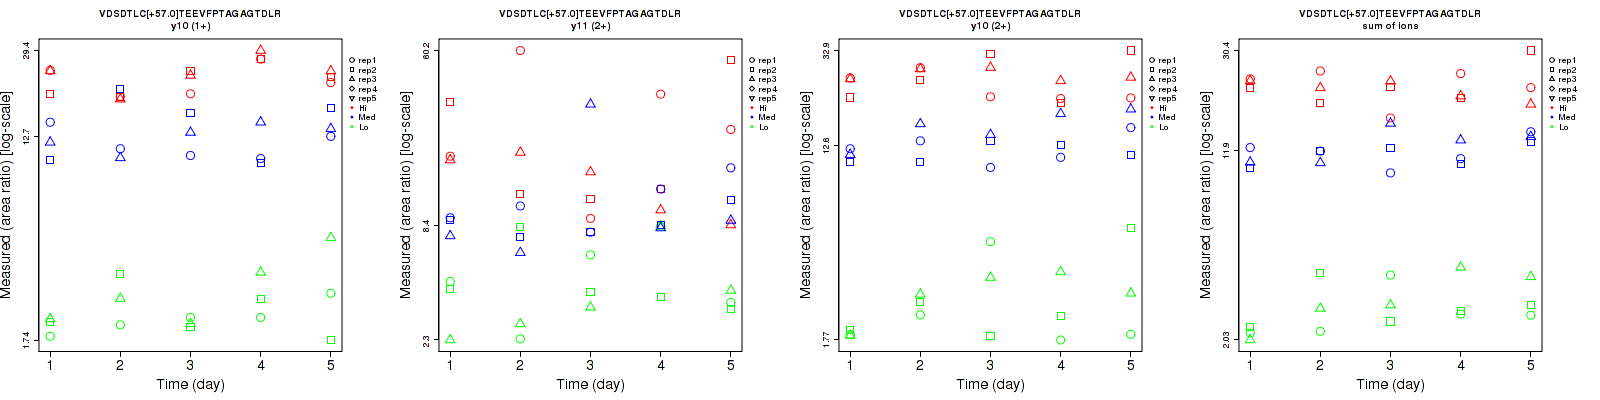 VDSDTLC[+57.0]TEEVFPTAGAGTDLR
y10 (1+)
Measured (area ratio) [log-scale]
29.4
12.7
1.74
1 2 3 4 5
Time (day)
rep1
rep2
rep3
rep4
rep5
Hi
Med
Lo
VDSDTLC[+57.0]TEEVFPTAGAGTDLR
y11 (2+)
Measured (area ratio) [log-scale]
60.2
8.4
2.3
1 2 3 4 5
Time (day)
rep1
rep2
rep3
rep4
rep5
Hi
Med
Lo
VDSDTLC[+57.0]TEEVFPTAGAGTDLR
y10 (2+)
Measured (area ratio) [log-scale]
32.9
12.6
1.77
1 2 3 4 5
Time (day)
rep1
rep2
rep3
rep4
rep5
Hi
Med
Lo
VDSDTLC[+57.0]TEEVFPTAGAGTDLR
sum of ions
Measured (area ratio) [log-scale]
30.4
11.9
2.03
1 2 3 4 5
Time (day)
rep1
rep2
rep3
rep4
rep5
Hi
Med
Lo